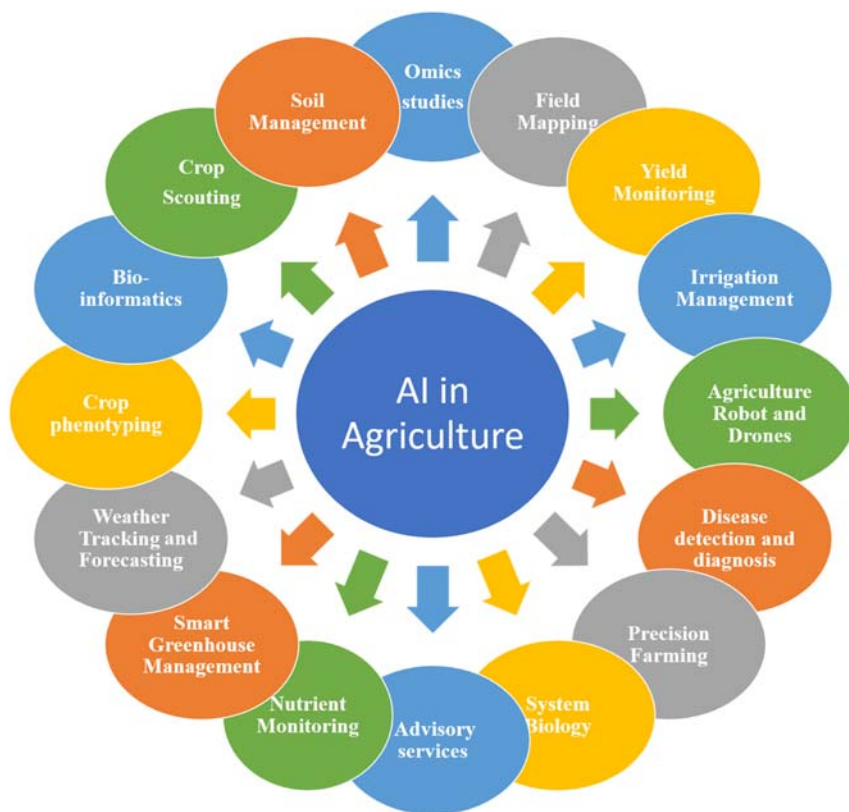 AI in
Agriculture
Omics
studies
Field
Mapping
Yield
Monitoring
Irrigation
Management
Agriculture
Robot and
Drones
Disease
detection and
diagnosis
Precision
Farming
System
Biology
Advisory
services
Nutrient
Monitoring
Smart
Greenhouse
Management
Weather
Tracking and
Forecasting
Crop
phenotyping
Bio-
informatics
Crop
Scouting
Soil
Management